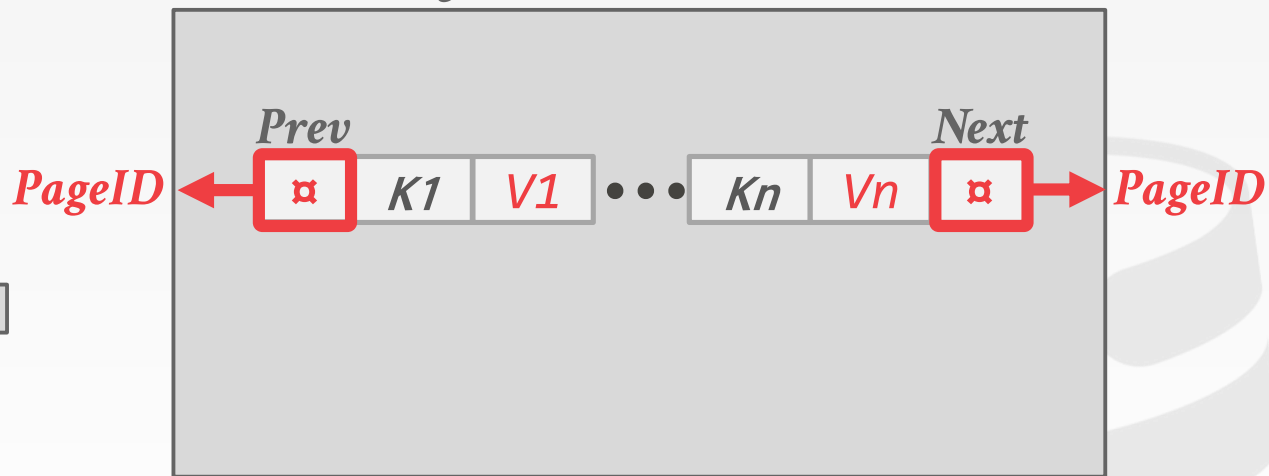 Prev Next
PageID ¤ K1 V1 ••• Kn Vn ¤ PageID